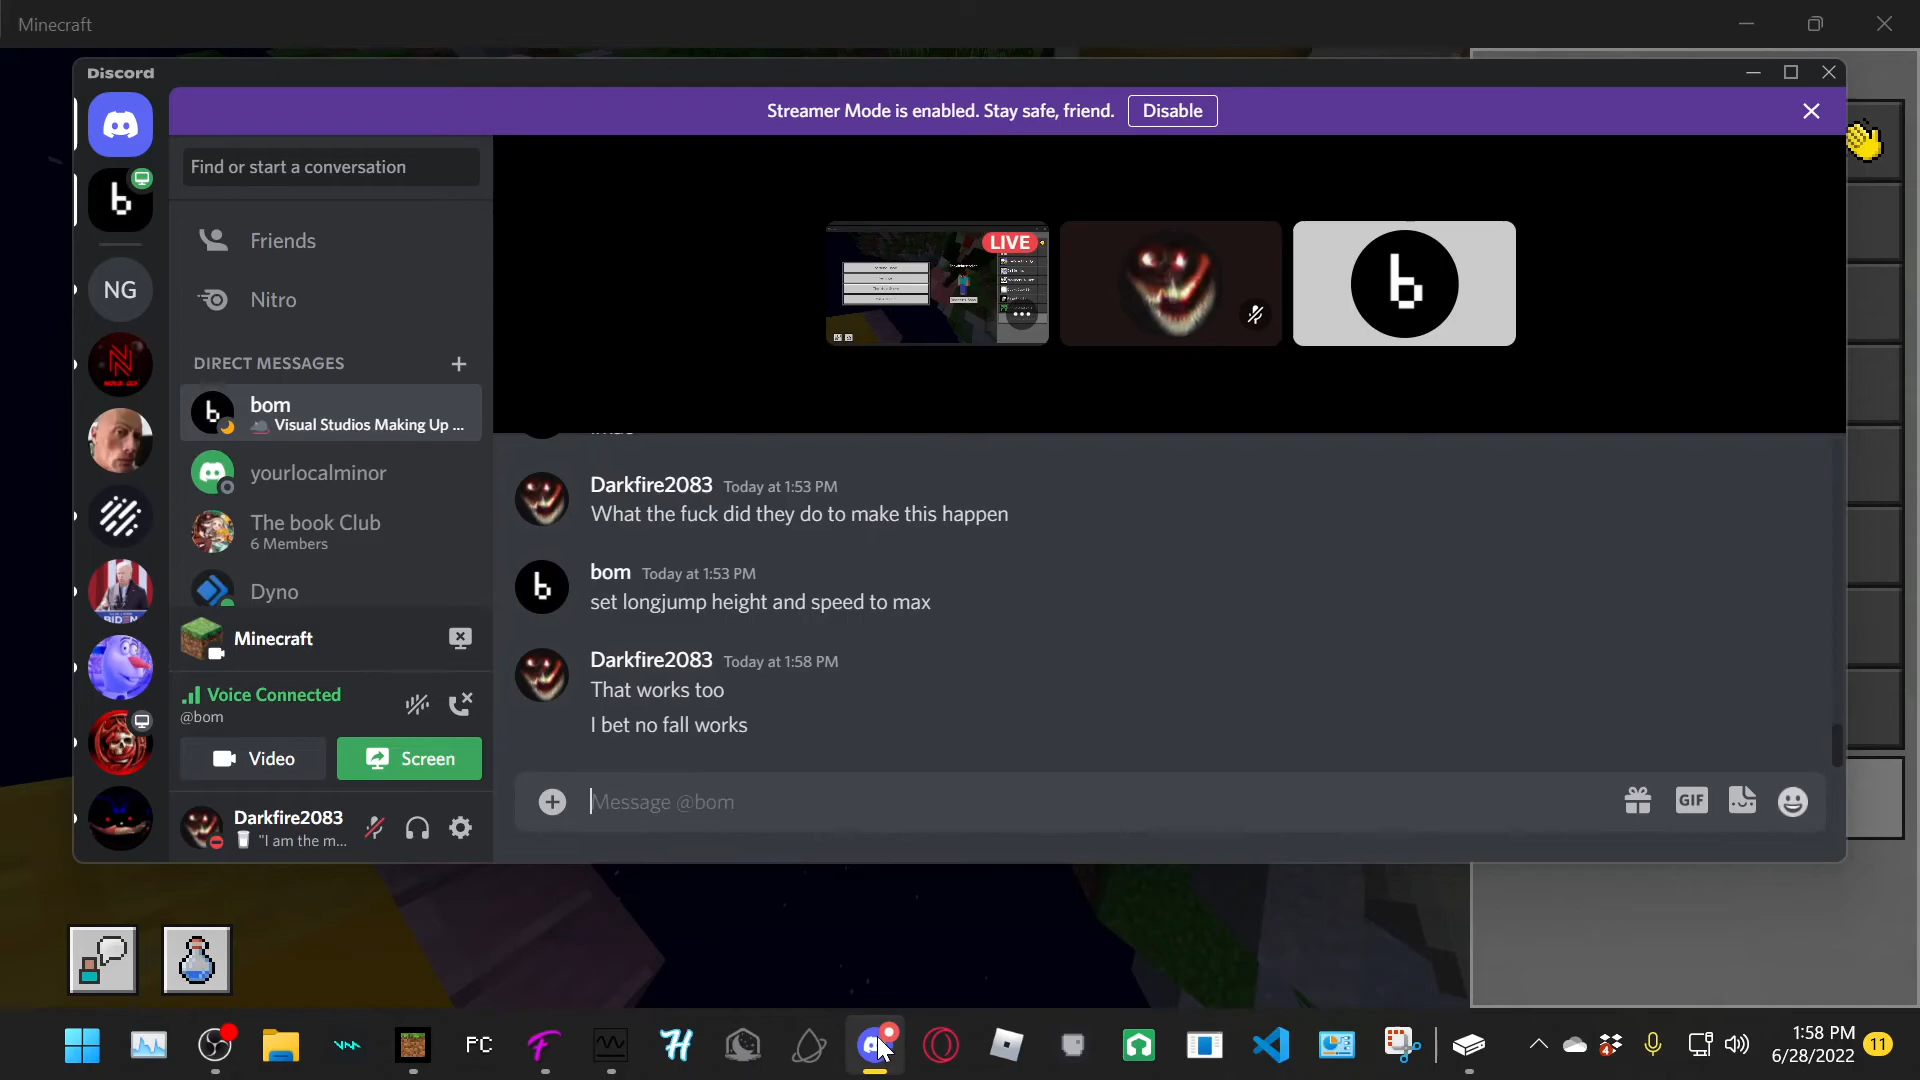 Minecraft
Discord
Streamer Mode is enabled. Stay safe, friend.
Disable
Find or start a conversation
Friends
NG
Nitro
LIVE
DIRECT MESSAGES
bom
Visual Studios Making Up ...
yourlocalminor
The book Club
6 Members
Dyno
BIDEN
Minecraft
Voice Connected
@bom
Video
Screen
Darkfire2083
"I am the m...
Darkfire2083 Today at 1:53 PM
What the fuck did they do to make this happen
bom Today at 1:53 PM
set longjump height and speed to max
Darkfire2083 Today at 1:58 PM
That works too
I bet no fall works
Message @bom
GIF
FC
4
1:58 PM
6/28/2022
11